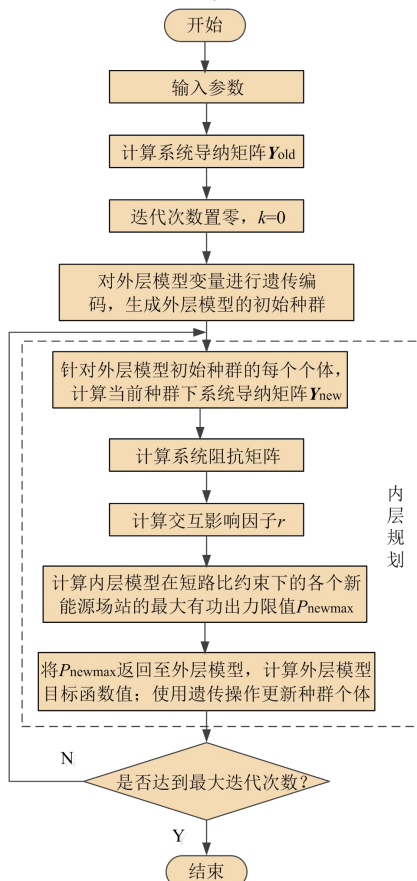 开始
输入参数
计算系统导纳矩阵Yold
迭代次数置零，k=0
对外层模型变量进行遗传编
码，生成外层模型的初始种群
针对外层模型初始种群的每个个体，
计算当前种群下系统导纳矩阵Ynew
计算系统阻抗矩阵
计算交互影响因子r
计算内层模型在短路比约束下的各个新
能源场站的最大有功出力限值Pnewmax
将Pnewmax返回至外层模型，计算外层模型
目标函数值；使用遗传操作更新种群个体
内层规划
是否达到最大迭代次数？
N
Y
结束